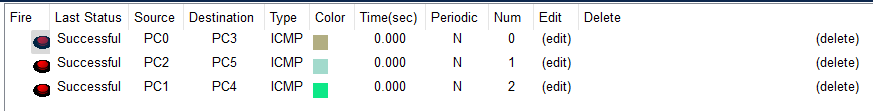 Fire Last Status Source Destination Type Color Time(sec) Periodic Num Edit Delete
Successful PC0 PC3 ICMP 0.000 N 0 (edit) (delete)
Successful PC2 PC5 ICMP 0.000 N 1 (edit) (delete)
Successful PC1 PC4 ICMP 0.000 N 2 (edit) (delete)